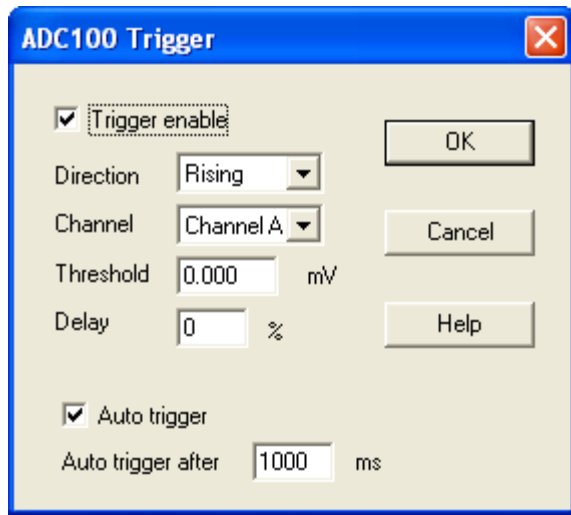 ADC100 Trigger
Trigger enable
OK
Direction Rising
Channel Channel A
Cancel
Threshold 0.000 mV
Delay 0 %
Help
Auto trigger
Auto trigger after 1000 ms